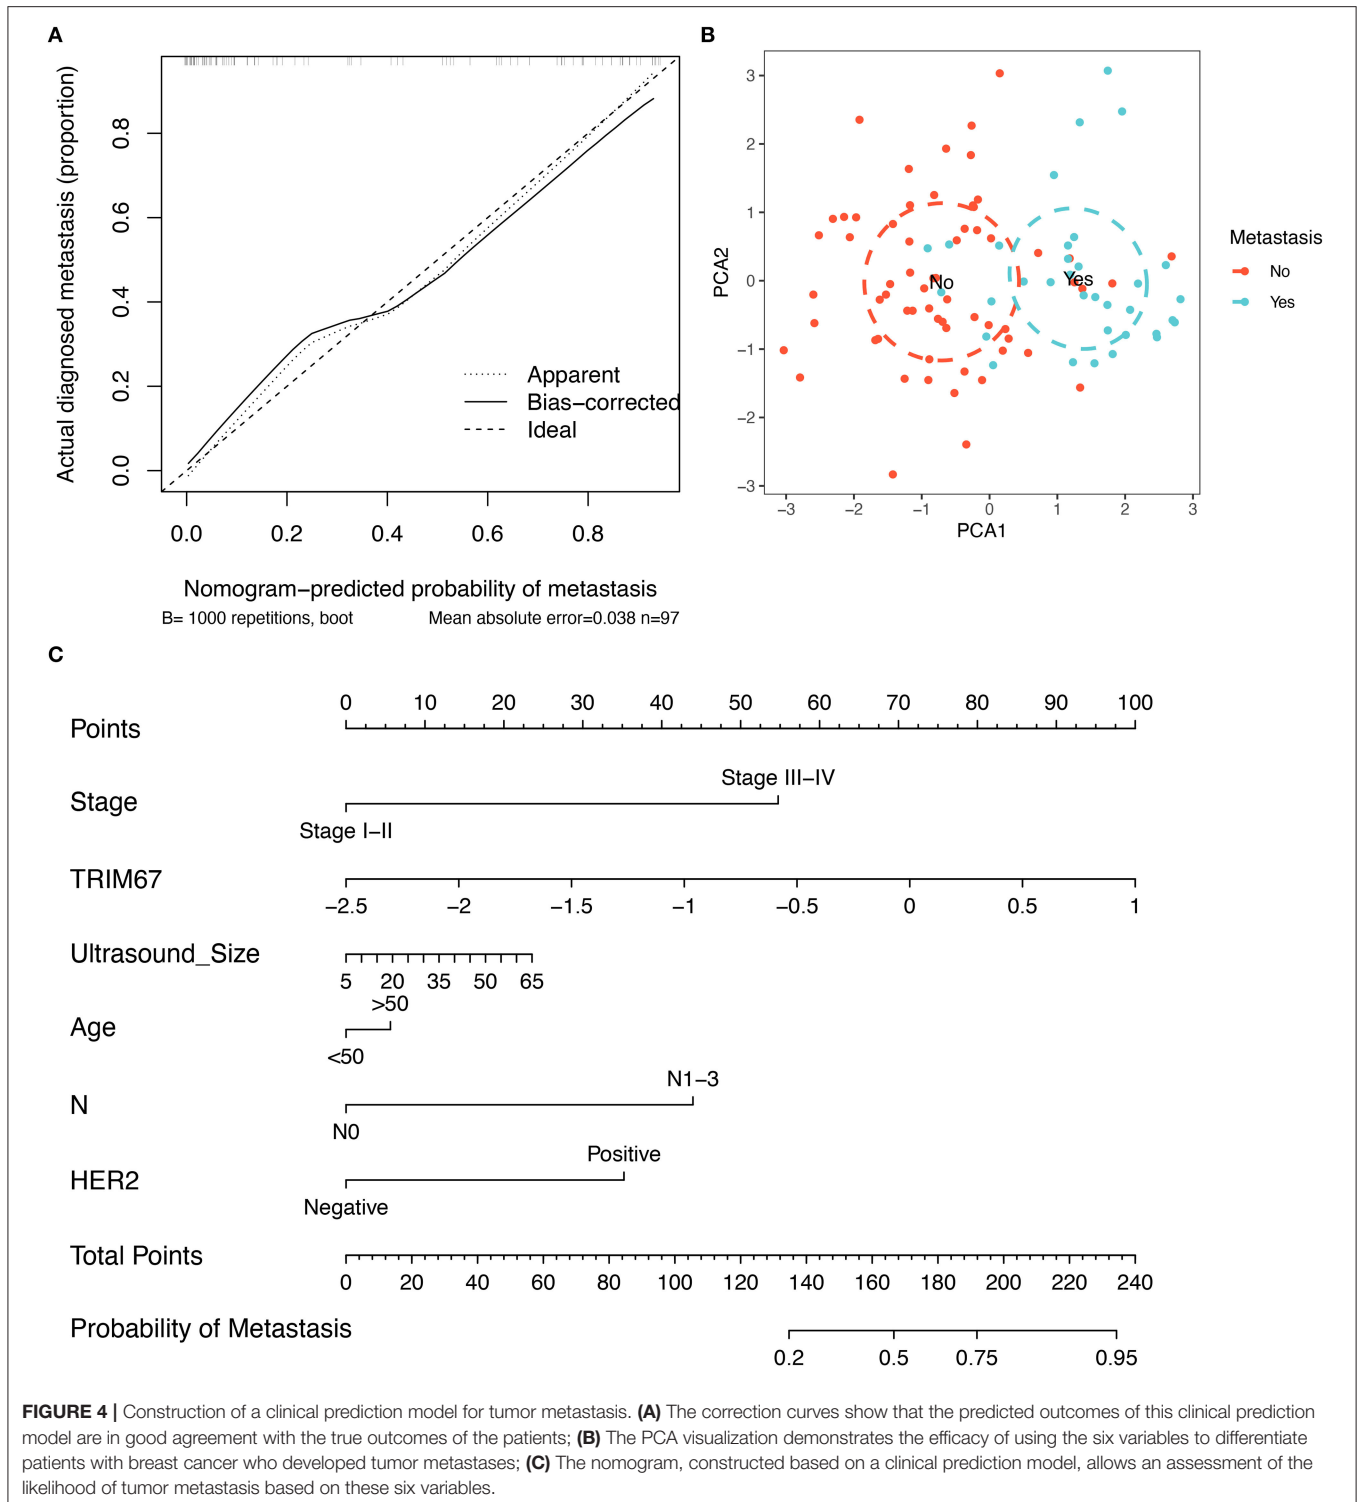 A
Actual diagnosed metastasis (proportion)
0.8
0.6
0.4
0.2
0.0
Apparent
Bias−corrected
Ideal
0.0 0.2 0.4 0.6 0.8
Nomogram−predicted probability of metastasis
B= 1000 repetitions, boot Mean absolute error=0.038 n=97
B
PCA2
3
2
1
0
−1
−2
−3
No Yes
−3 −2 −1 0 1 2 3
PCA1
Metastasis
No
Yes
C
0 10 20 30 40 50 60 70 80 90 100
Points
Stage III−IV
Stage
Stage I−II
TRIM67
−2.5 −2 −1.5 −1 −0.5 0 0.5 1
Ultrasound_Size
5 20 35 50 65
>50
Age
<50
N1−3
N
N0
Positive
HER2
Negative
Total Points
0 20 40 60 80 100 120 140 160 180 200 220 240
Probability of Metastasis
0.2 0.5 0.75 0.95
FIGURE 4 | Construction of a clinical prediction model for tumor metastasis. (A) The correction curves show that the predicted outcomes of this clinical prediction
model are in good agreement with the true outcomes of the patients; (B) The PCA visualization demonstrates the efficacy of using the six variables to differentiate
patients with breast cancer who developed tumor metastases; (C) The nomogram, constructed based on a clinical prediction model, allows an assessment of the
likelihood of tumor metastasis based on these six variables.